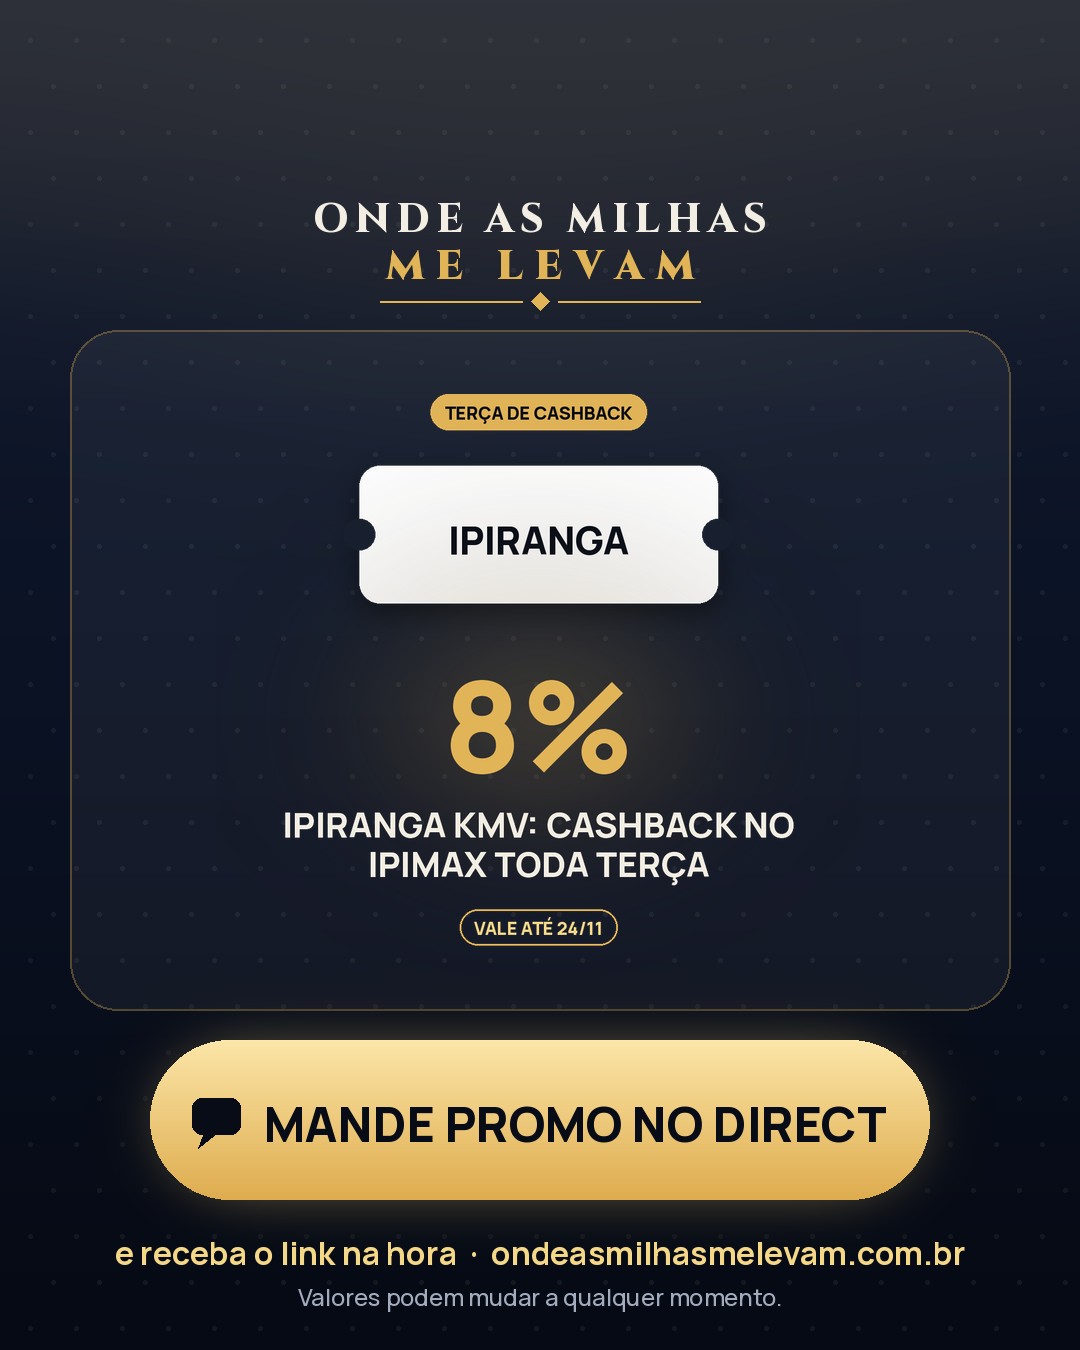 ONDE AS MILHAS
ME LEVAM
TERÇA DE CASHBACK
IPIRANGA
8%
IPIRANGA KMV: CASHBACK NO
IPIMAX TODA TERÇA
VALE ATÉ 24/11
MANDE PROMO NO DIRECT
e receba o link na hora · ondeasmilhasmelevam.com.br
Valores podem mudar a qualquer momento.